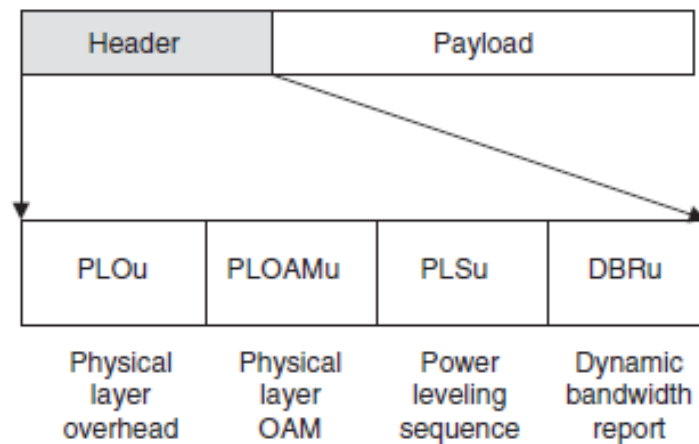 Header Payload
PLOu PLOAMu PLSu DBRu
Physical layer overhead
Physical layer OAM
Power leveling sequence
Dynamic bandwidth report